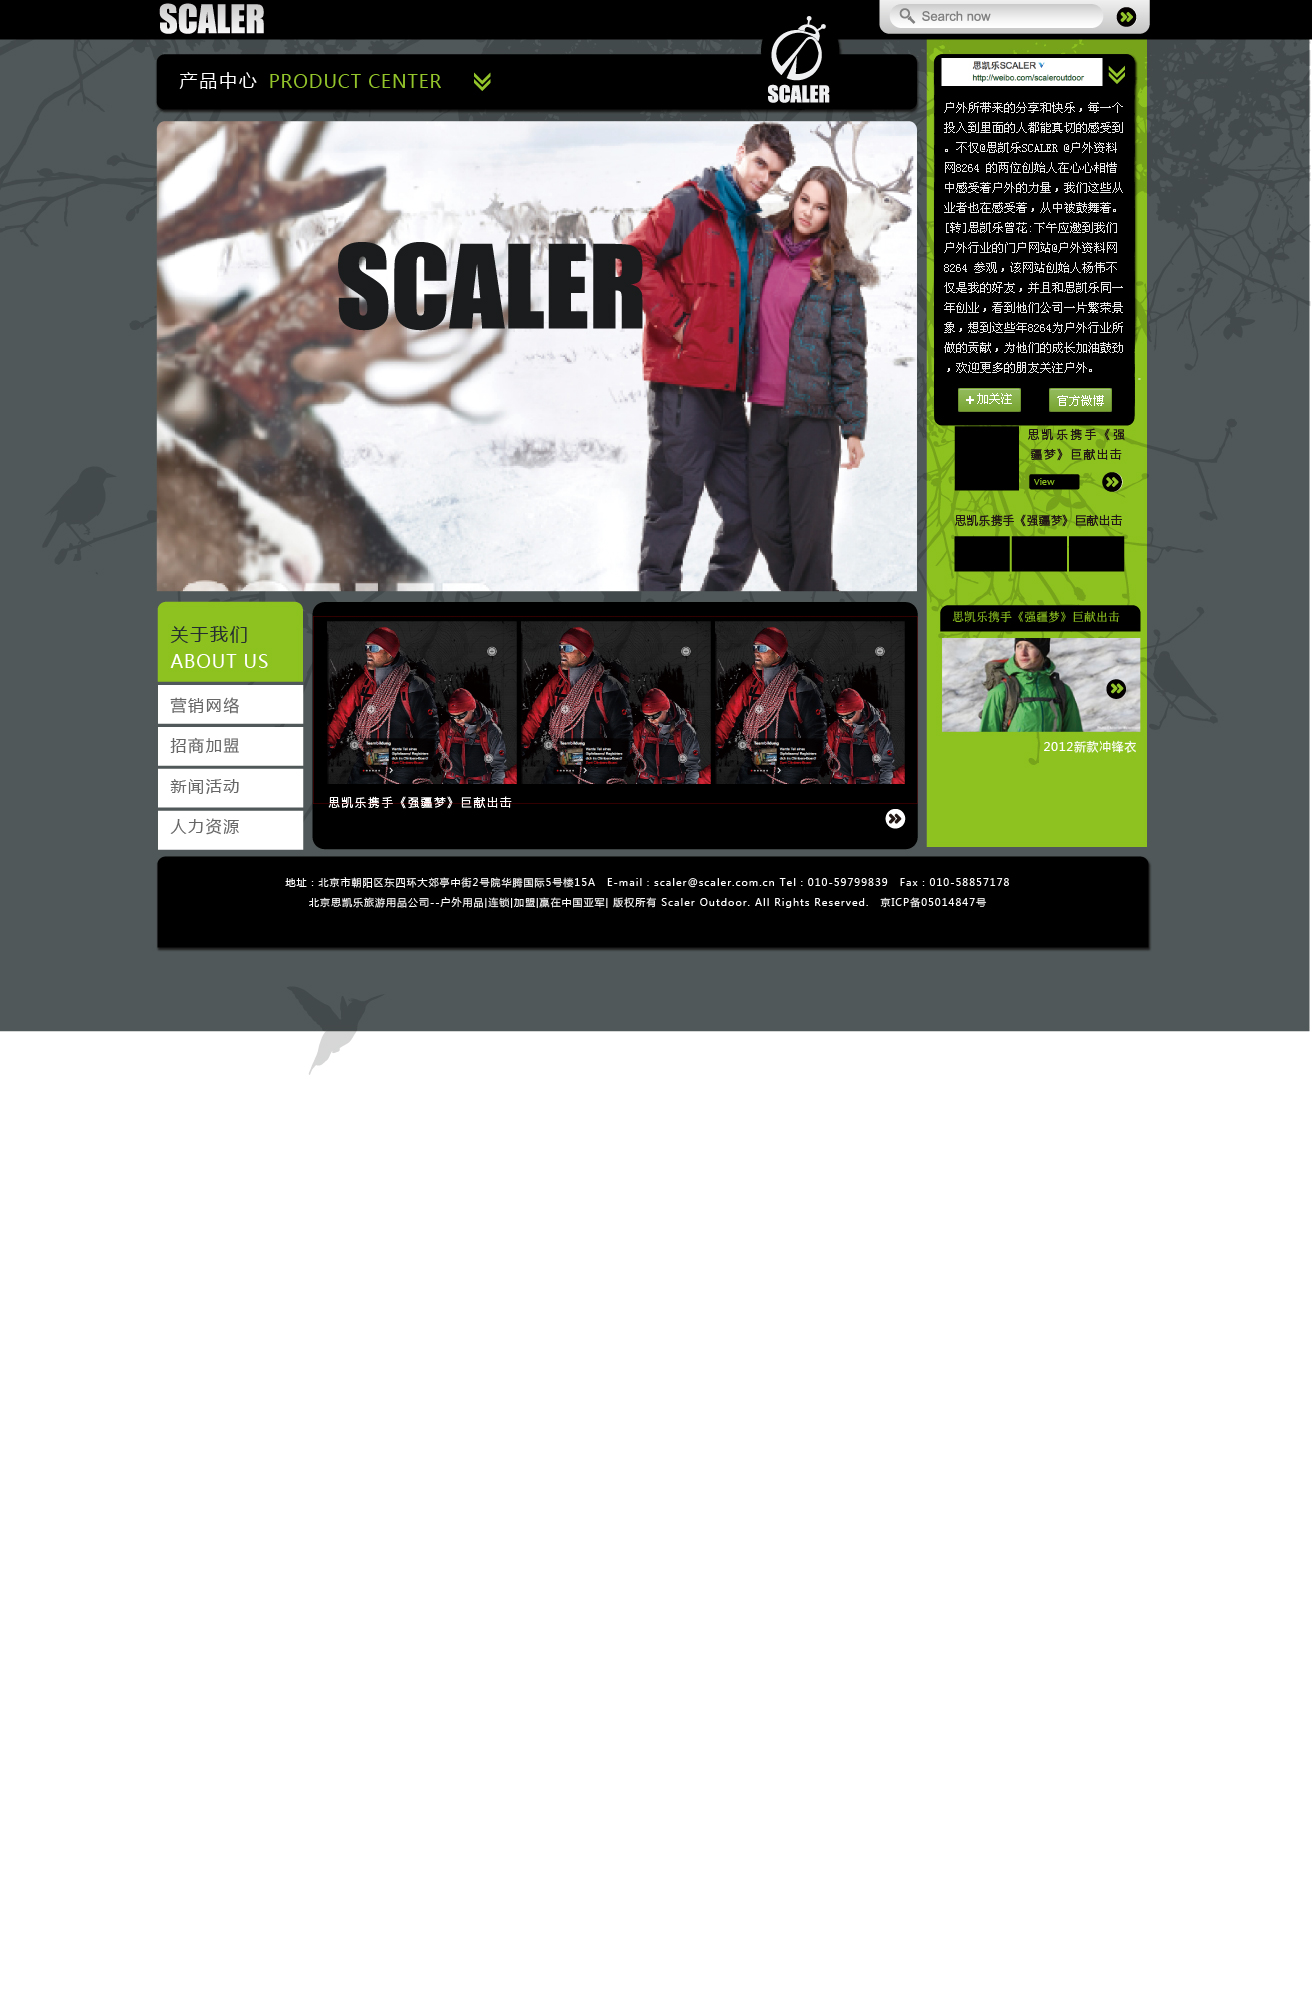 SCALER
Search now
产品中心 PRODUCT CENTER
SCALER
SCALER
思凯乐SCALER
http://weibo.com/scaleroutdoor
户外所带来的分享和快乐，每一个
投入到里面的人都能真切的感受到
。不仅@思凯乐SCALER @户外资料
网8264 的两位创始人在心心相惜
中感受着户外的力量，我们这些从
业者也在感受着，从中被鼓舞着。
[转]思凯乐曾花:下午应邀到我们
户外行业的门户网站@户外资料网
8264 参观，该网站创始人杨伟不
仅是我的好友，并且和思凯乐同一
年创业，看到他们公司一片繁荣景
象，想到这些年8264为户外行业所
做的贡献，为他们的成长加油鼓劲
，欢迎更多的朋友关注户外。
+加关注
官方微博
思凯乐携手《强
疆梦》巨献出击
View
思凯乐携手《强疆梦》巨献出击
思凯乐携手《强疆梦》巨献出击
2012新款冲锋衣
关于我们
ABOUT US
营销网络
招商加盟
新闻活动
人力资源
Teambildung
Teambildung
Teambildung
思凯乐携手《强疆梦》巨献出击
地址：北京市朝阳区东四环大郊亭中街2号院华腾国际5号楼15A E-mail：scaler@scaler.com.cn Tel：010-59799839 Fax：010-58857178
北京思凯乐旅游用品公司--户外用品|连锁|加盟|赢在中国亚军| 版权所有 Scaler Outdoor. All Rights Reserved. 京ICP备05014847号